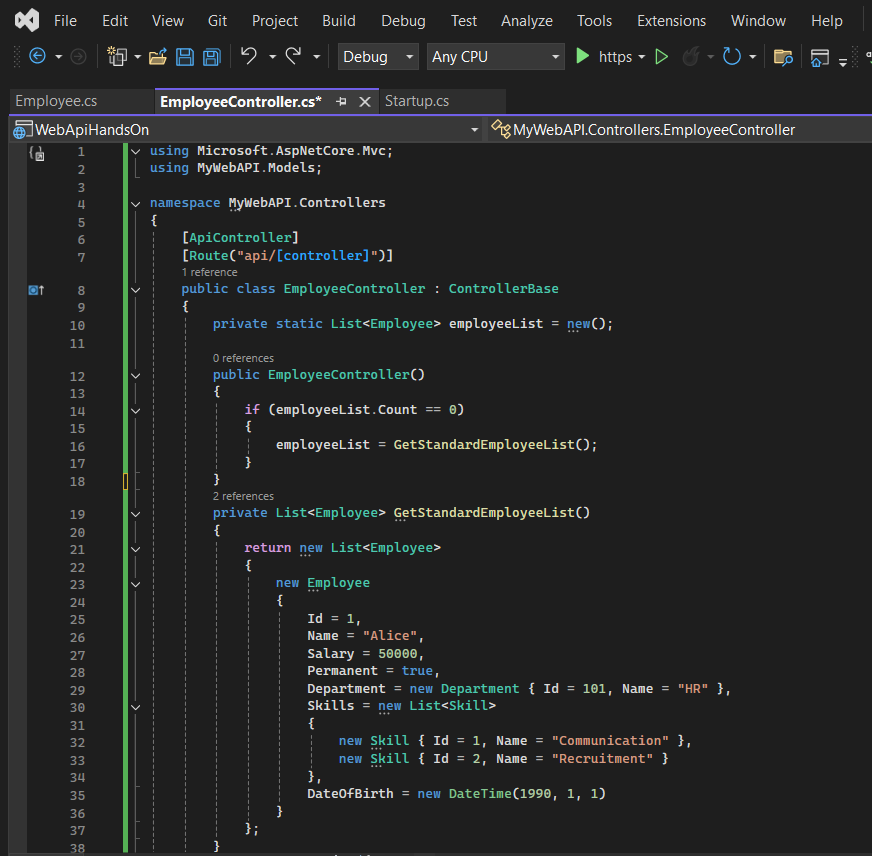 File Edit View Git Project Build Debug Test Analyze Tools Extensions Window Help
Debug Any CPU https
Employee.cs EmployeeController.cs* Startup.cs
WebApiHandsOn MyWebAPI.Controllers.EmployeeController
1 using Microsoft.AspNetCore.Mvc;
2 using MyWebAPI.Models;
3
4 namespace MyWebAPI.Controllers
5 {
6 [ApiController]
7 [Route("api/[controller]")]
1 reference
8 public class EmployeeController : ControllerBase
9 {
10 private static List<Employee> employeeList = new();
11
0 references
12 public EmployeeController()
13 {
14 if (employeeList.Count == 0)
15 {
16 employeeList = GetStandardEmployeeList();
17 }
18 }
2 references
19 private List<Employee> GetStandardEmployeeList()
20 {
21 return new List<Employee>
22 {
23 new Employee
24 {
25 Id = 1,
26 Name = "Alice",
27 Salary = 50000,
28 Permanent = true,
29 Department = new Department { Id = 101, Name = "HR" },
30 Skills = new List<Skill>
31 {
32 new Skill { Id = 1, Name = "Communication" },
33 new Skill { Id = 2, Name = "Recruitment" }
34 },
35 DateOfBirth = new DateTime(1990, 1, 1)
36 }
37 };
38 }